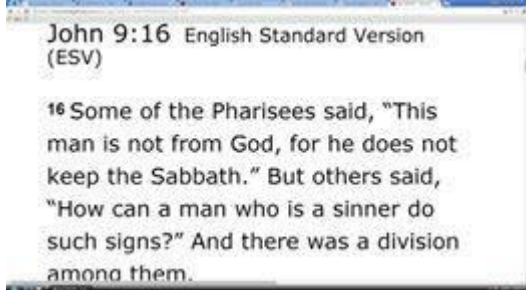 John 9:16 English Standard Version
(ESV)
16 Some of the Pharisees said, “This
man is not from God, for he does not
keep the Sabbath.” But others said,
“How can a man who is a sinner do
such signs?” And there was a division
among them.